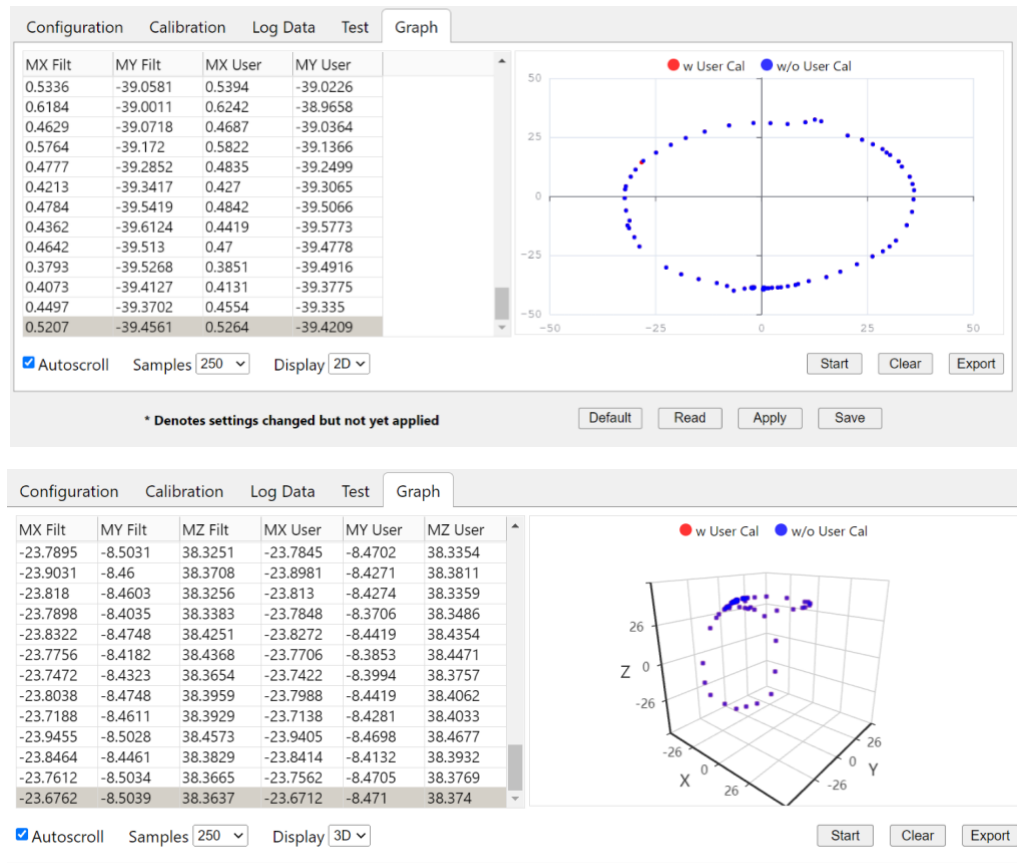 Configuration Calibration Log Data Test Graph
MX Filt MY Filt MX User MY User
0.5336 -39.0581 0.5394 -39.0226
0.6184 -39.0011 0.6242 -38.9658
0.4629 -39.0718 0.4687 -39.0364
0.5764 -39.172 0.5822 -39.1366
0.4777 -39.2852 0.4835 -39.2499
0.4213 -39.3417 0.427 -39.3065
0.4784 -39.5419 0.4842 -39.5066
0.4362 -39.6124 0.4419 -39.5773
0.4642 -39.513 0.47 -39.4778
0.3793 -39.5268 0.3851 -39.4916
0.4073 -39.4127 0.4131 -39.3775
0.4497 -39.3702 0.4554 -39.335
0.5207 -39.4561 0.5264 -39.4209
w User Cal w/o User Cal
50
25
0
-25
-50
-50 -25 0 25 50
Autoscroll Samples 250 Display 2D Start Clear Export
* Denotes settings changed but not yet applied Default Read Apply Save
Configuration Calibration Log Data Test Graph
MX Filt MY Filt MZ Filt MX User MY User MZ User
-23.7895 -8.5031 38.3251 -23.7845 -8.4702 38.3354
-23.9031 -8.46 38.3708 -23.8981 -8.4271 38.3811
-23.818 -8.4603 38.3256 -23.813 -8.4274 38.3359
-23.7898 -8.4035 38.3383 -23.7848 -8.3706 38.3486
-23.8322 -8.4748 38.4251 -23.8272 -8.4419 38.4354
-23.7756 -8.4182 38.4368 -23.7706 -8.3853 38.4471
-23.7472 -8.4323 38.3654 -23.7422 -8.3994 38.3757
-23.8038 -8.4748 38.3959 -23.7988 -8.4419 38.4062
-23.7188 -8.4611 38.3929 -23.7138 -8.4281 38.4033
-23.9455 -8.5028 38.4573 -23.9405 -8.4698 38.4677
-23.8464 -8.4461 38.3829 -23.8414 -8.4132 38.3932
-23.7612 -8.5034 38.3665 -23.7562 -8.4705 38.3769
-23.6762 -8.5039 38.3637 -23.6712 -8.471 38.374
w User Cal w/o User Cal
26
Z 0
-26
-26 0 26
X
-26 0 26
Y
Autoscroll Samples 250 Display 3D Start Clear Export